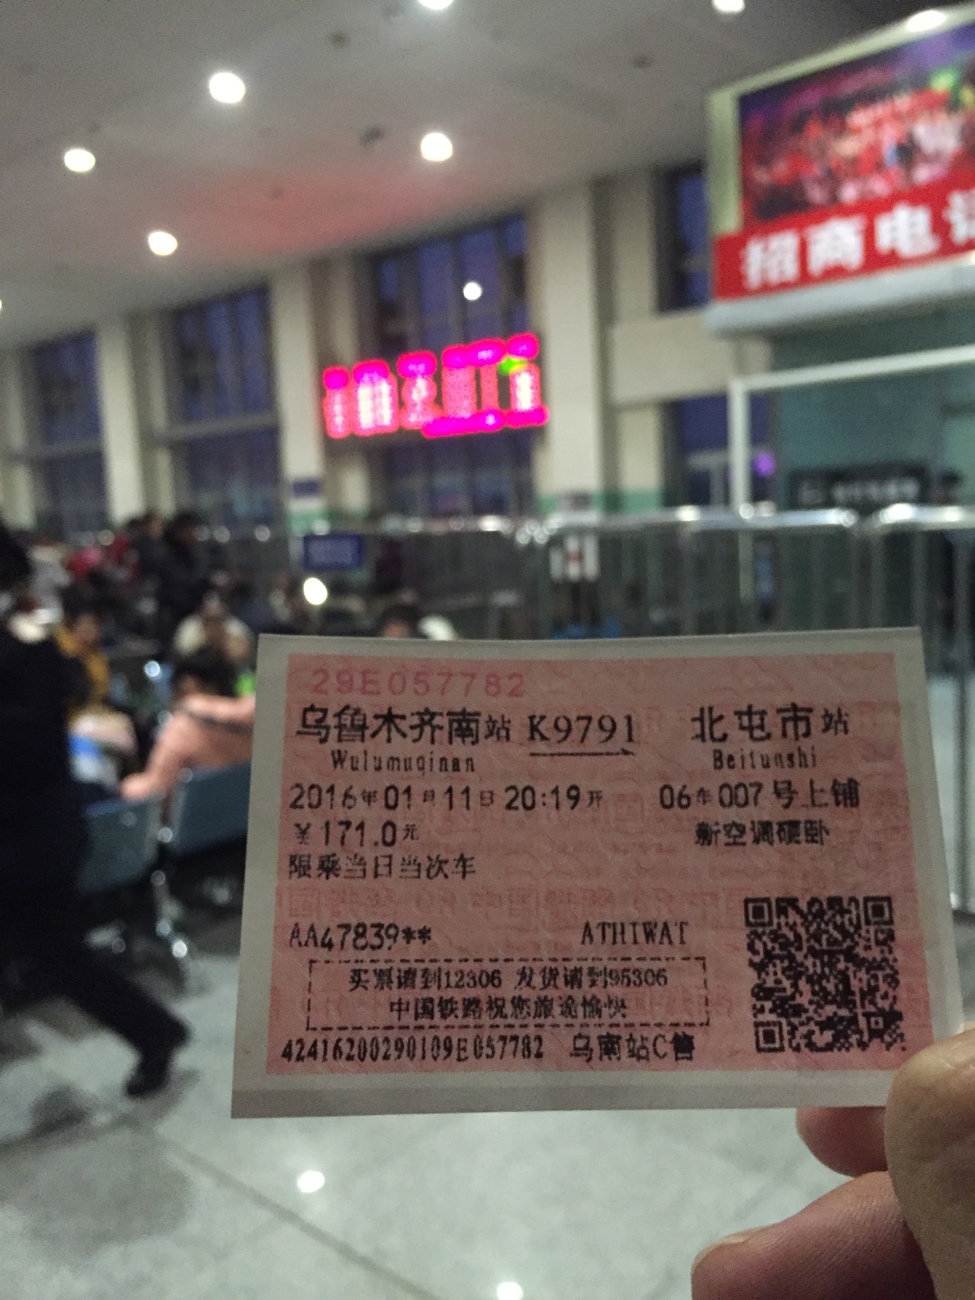 招商电话
29E057782
乌鲁木齐南站 K9791 北屯市站
Wulumuqinan Beitunshi
2016年01月11日 20:19开 06车007号上铺
￥171.0元 新空调硬卧
限乘当日当次车
AA47839** ATHIWAT
买票请到12306 发货请到95306
中国铁路祝您旅途愉快
42416200290109E057782 乌南站C售